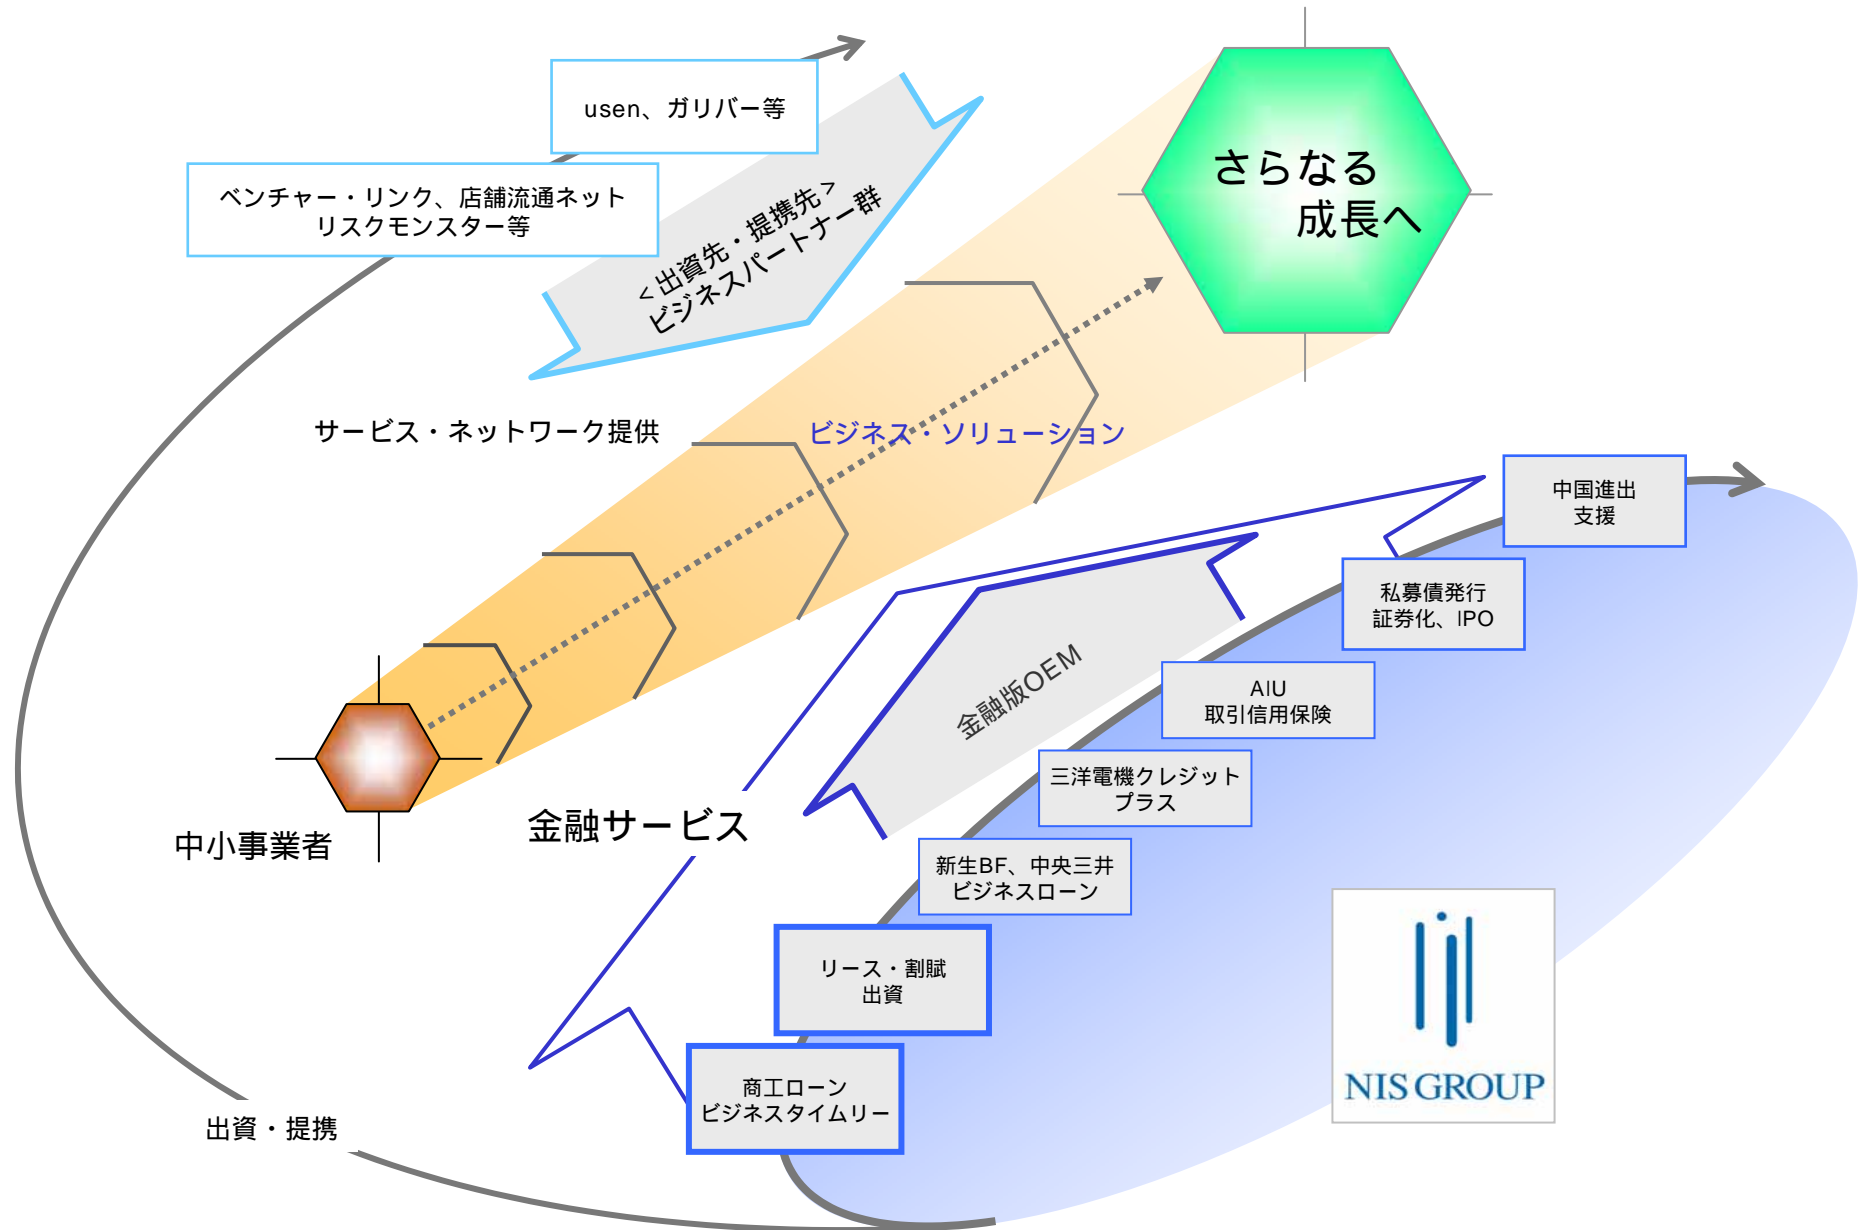 usen、ガリバー等
ベンチャー・リンク、店舗流通ネット
リスクモンスター等
<出資先・提携先>
ビジネスパートナー群
さらなる
成長へ
サービス・ネットワーク提供
ビジネス・ソリューション
中国進出
支援
私募債発行
証券化、IPO
金融版OEM
AIU
取引信用保険
三洋電機クレジット
プラス
中小事業者
金融サービス
新生BF、中央三井
ビジネスローン
リース・割賦
出資
商工ローン
ビジネスタイムリー
NIS GROUP
出資・提携